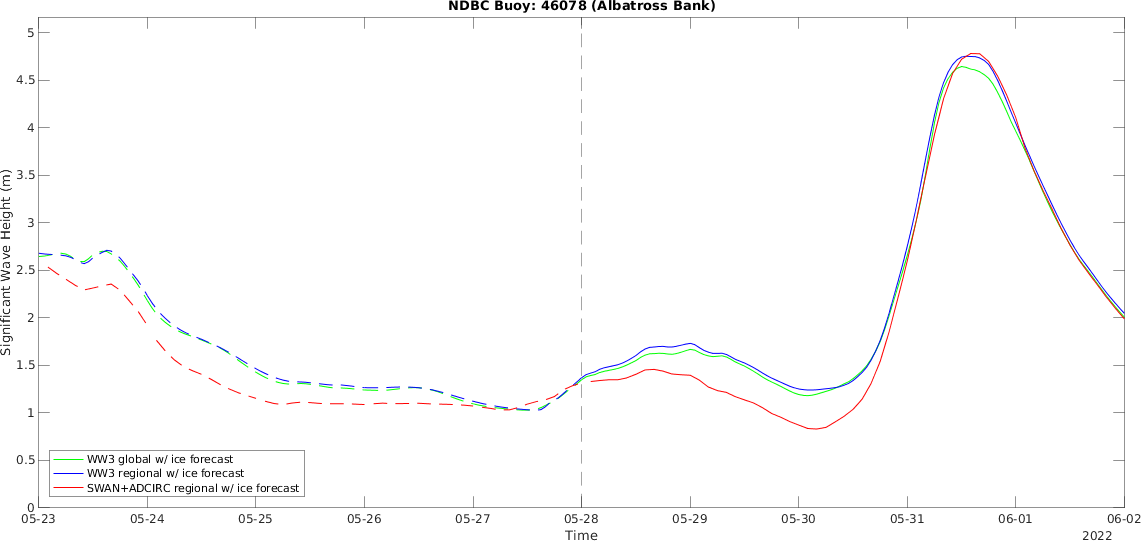 NDBC Buoy: 46078 (Albatross Bank)
5
4.5
4
3.5
3
2.5
2
1.5
1
0.5
0
Significant Wave Height (m)
WW3 global w/ ice forecast
WW3 regional w/ ice forecast
SWAN+ADCIRC regional w/ ice forecast
05-23 05-24 05-25 05-26 05-27 05-28 05-29 05-30 05-31 06-01 06-02
Time
2022